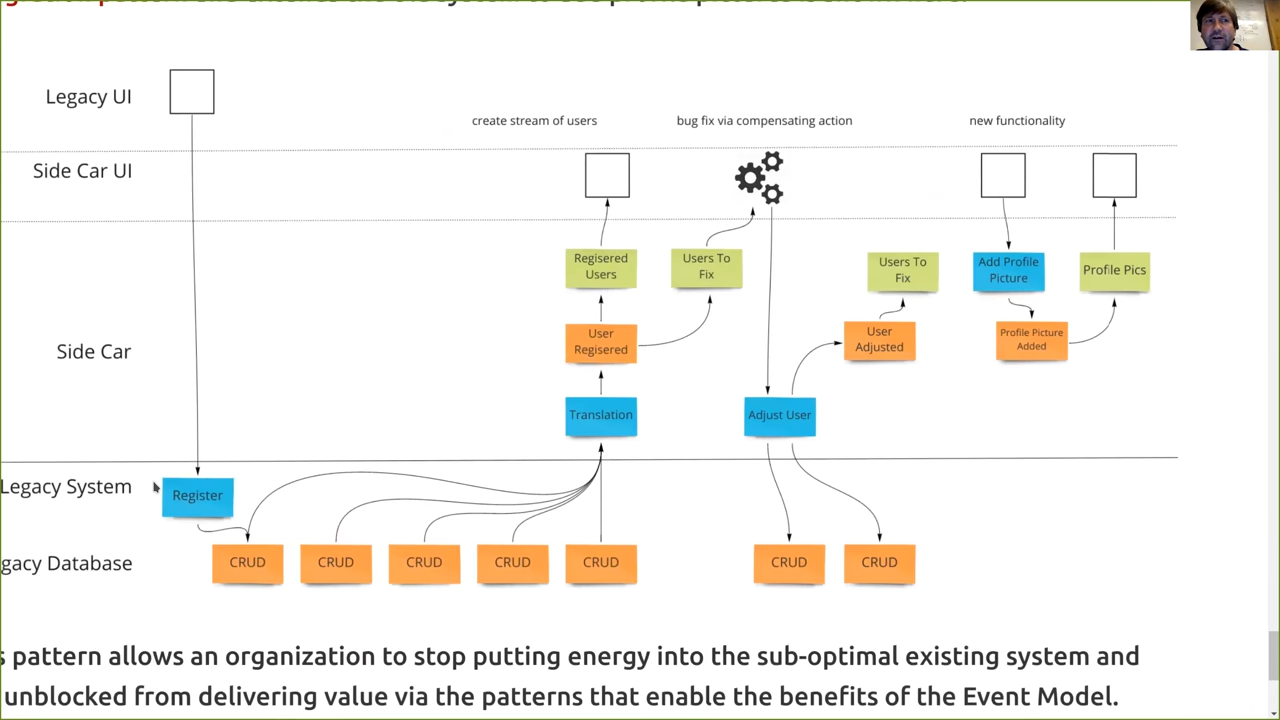 Legacy UI
create stream of users
bug fix via compensating action
new functionality
Side Car UI
Regisered
Users
Users To
Fix
Users To
Fix
Add Profile
Picture
Profile Pics
User
Regisered
User
Adjusted
Profile Picture
Added
Side Car
Translation
Adjust User
Legacy System
Register
gacy Database
CRUD
CRUD
CRUD
CRUD
CRUD
CRUD
CRUD
s pattern allows an organization to stop putting energy into the sub-optimal existing system and
unblocked from delivering value via the patterns that enable the benefits of the Event Model.